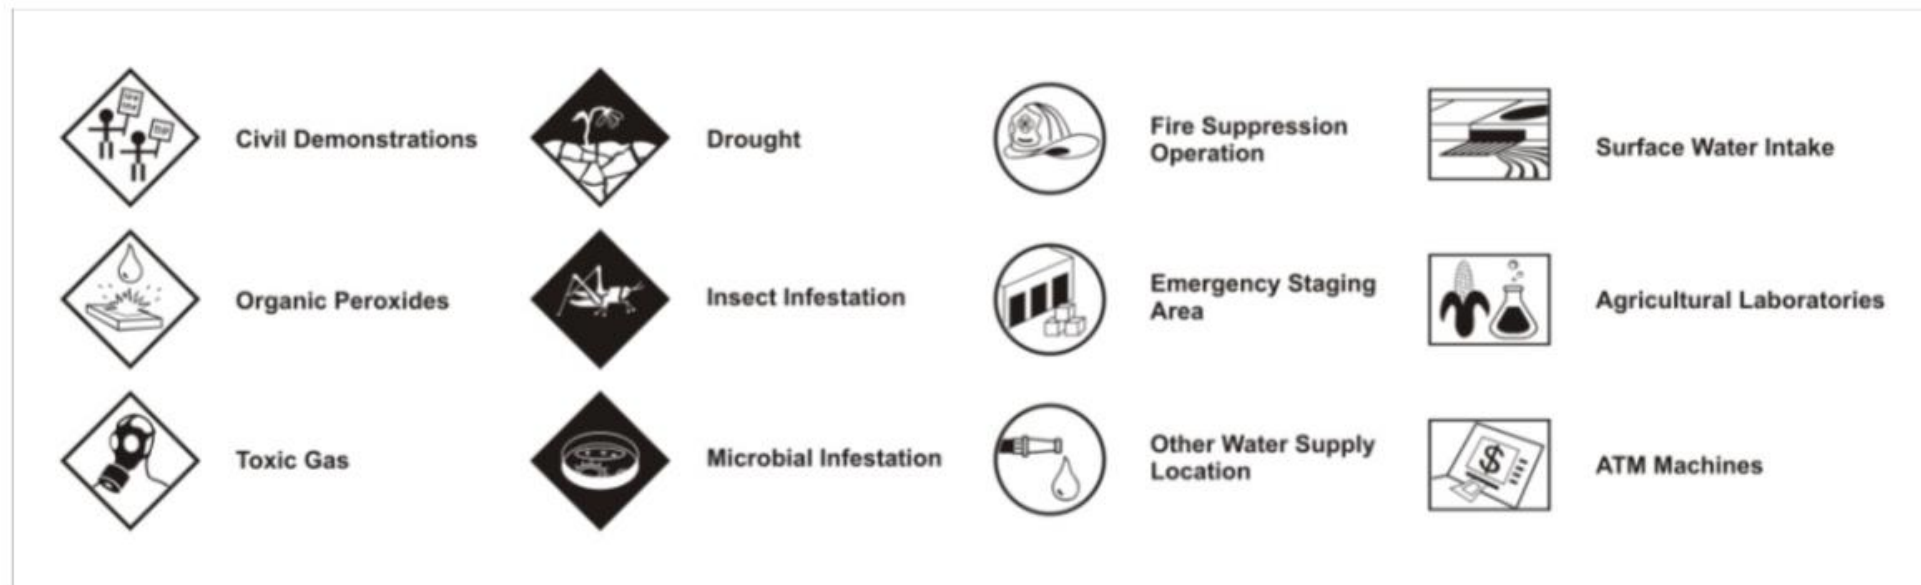 Civil Demonstrations
Drought
Fire Suppression
Operation
Surface Water Intake
Organic Peroxides
Insect Infestation
Emergency Staging
Area
Agricultural Laboratories
Toxic Gas
Microbial Infestation
Other Water Supply
Location
$
ATM Machines